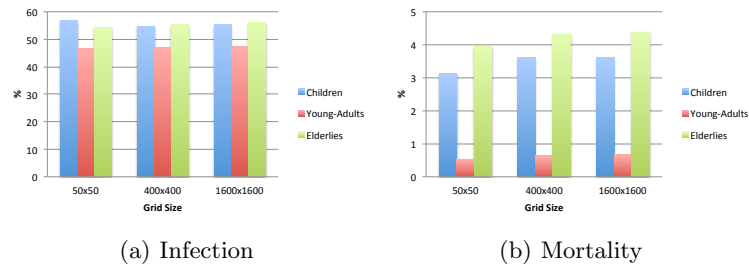 60
50
40
30
20
10
0
%
50x50 400x400 1600x1600
Grid Size
Children
Young-Adults
Elderlies
(a) Infection
5
4
3
2
1
0
%
50x50 400x400 1600x1600
Grid Size
Children
Young-Adults
Elderlies
(b) Mortality